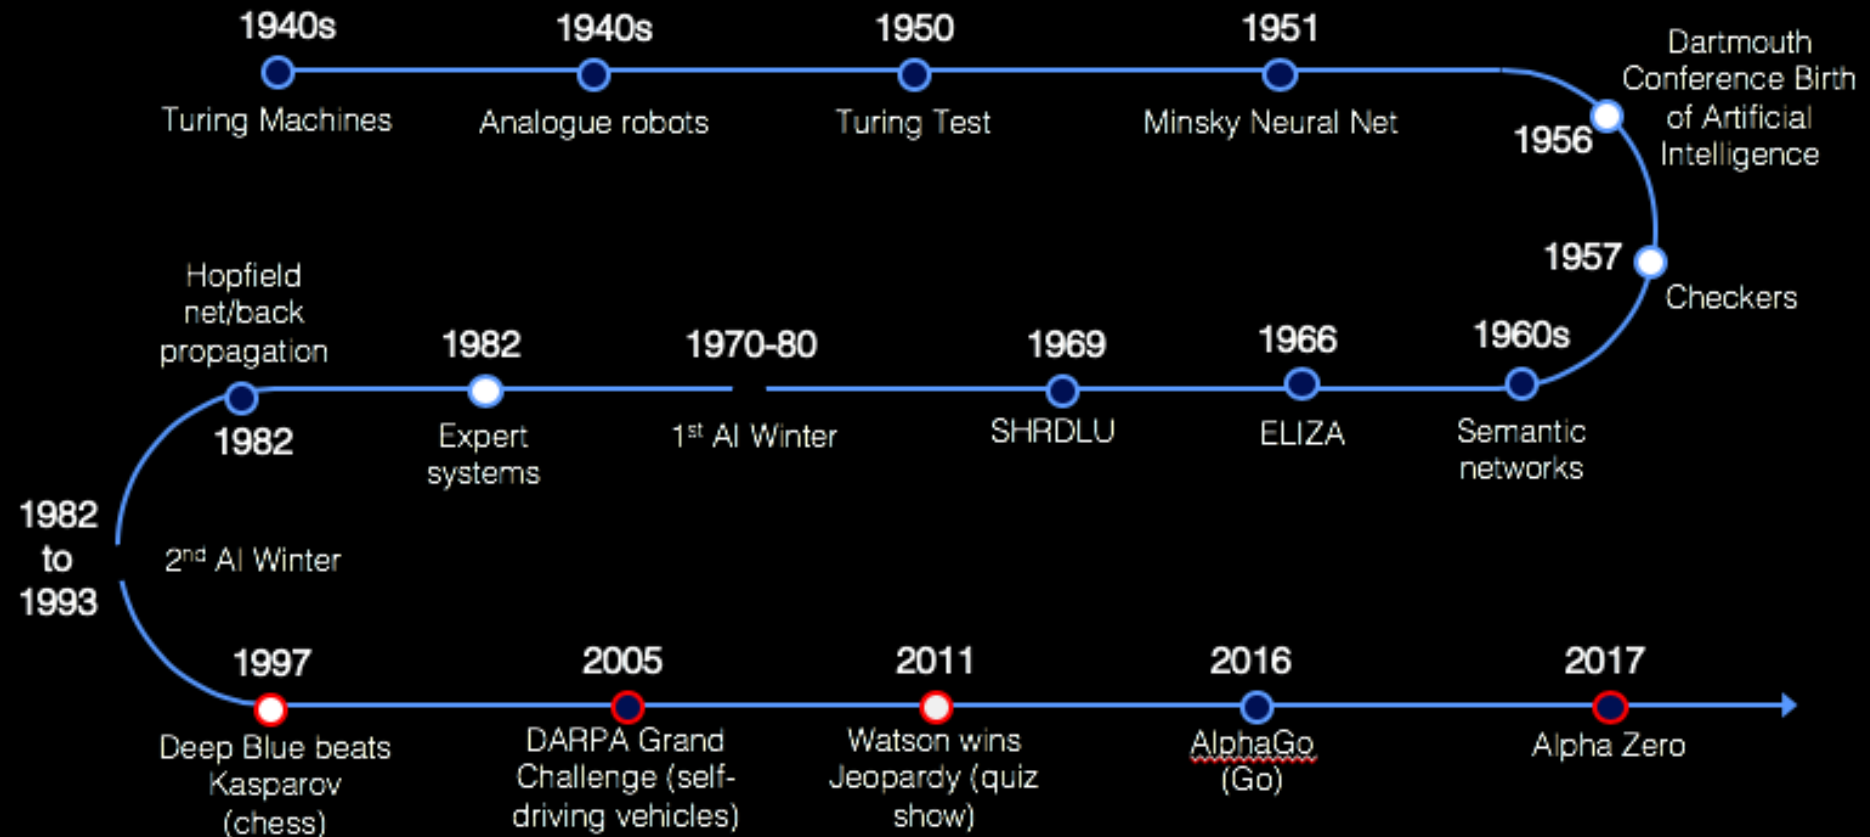 1940s
Turing Machines
1940s
Analogue robots
1950
Turing Test
1951
Minsky Neural Net
1956
Dartmouth
Conference Birth
of Artificial
Intelligence
1957
Checkers
1960s
Semantic
networks
1966
ELIZA
1969
SHRDLU
1970-80
1st AI Winter
1982
Expert
systems
Hopfield
net/back
propagation
1982
1982
to
1993
2nd AI Winter
1997
Deep Blue beats
Kasparov
(chess)
2005
DARPA Grand
Challenge (self-
driving vehicles)
2011
Watson wins
Jeopardy (quiz
show)
2016
AlphaGo
(Go)
2017
Alpha Zero